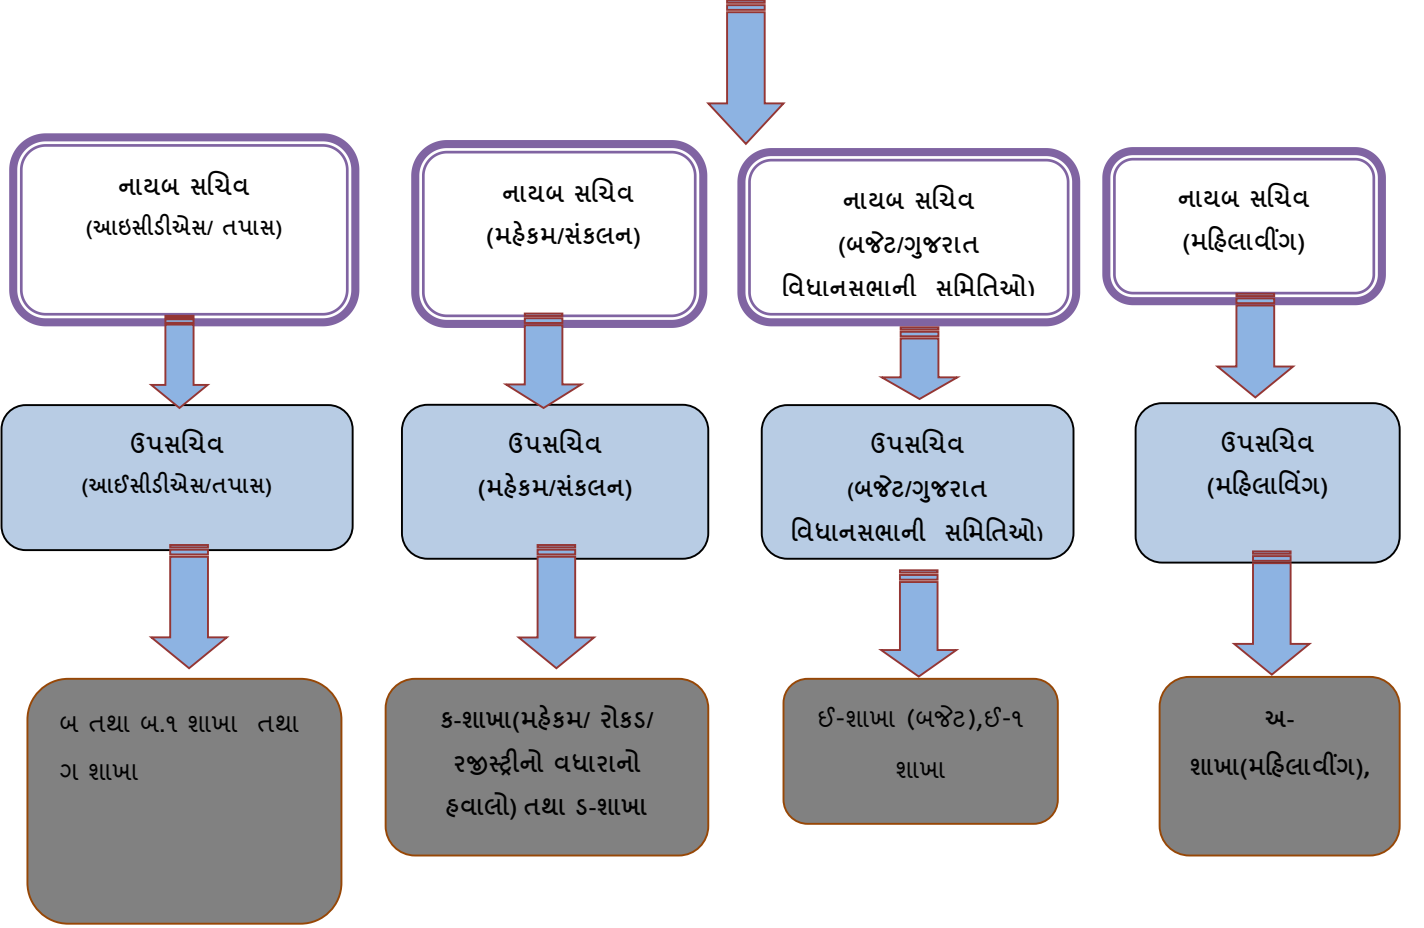 નાયબ સચિવ
(આઇસીડીએસ/ તપાસ)
નાયબ સચિવ
(મહેકમ/સંકલન)
નાયબ સચિવ
(બજેટ/ગુજરાત
વિધાનસભાની સમિતિઓ)
નાયબ સચિવ
(મહિલાવીંગ)
ઉપસચિવ
(આઈસીડીએસ/તપાસ)
ઉપસચિવ
(મહેકમ/સંકલન)
ઉપસચિવ
(બજેટ/ગુજરાત
વિધાનસભાની સમિતિઓ)
ઉપસચિવ
(મહિલાવિંગ)
બ તથા બ.૧ શાખા તથા
ગ શાખા
ક-શાખા(મહેકમ/ રોકડ/
રજીસ્ટ્રીનો વધારાનો
હવાલો) તથા ડ-શાખા
ઈ-શાખા (બજેટ),ઈ-૧
શાખા
અ-
શાખા(મહિલાવીંગ),